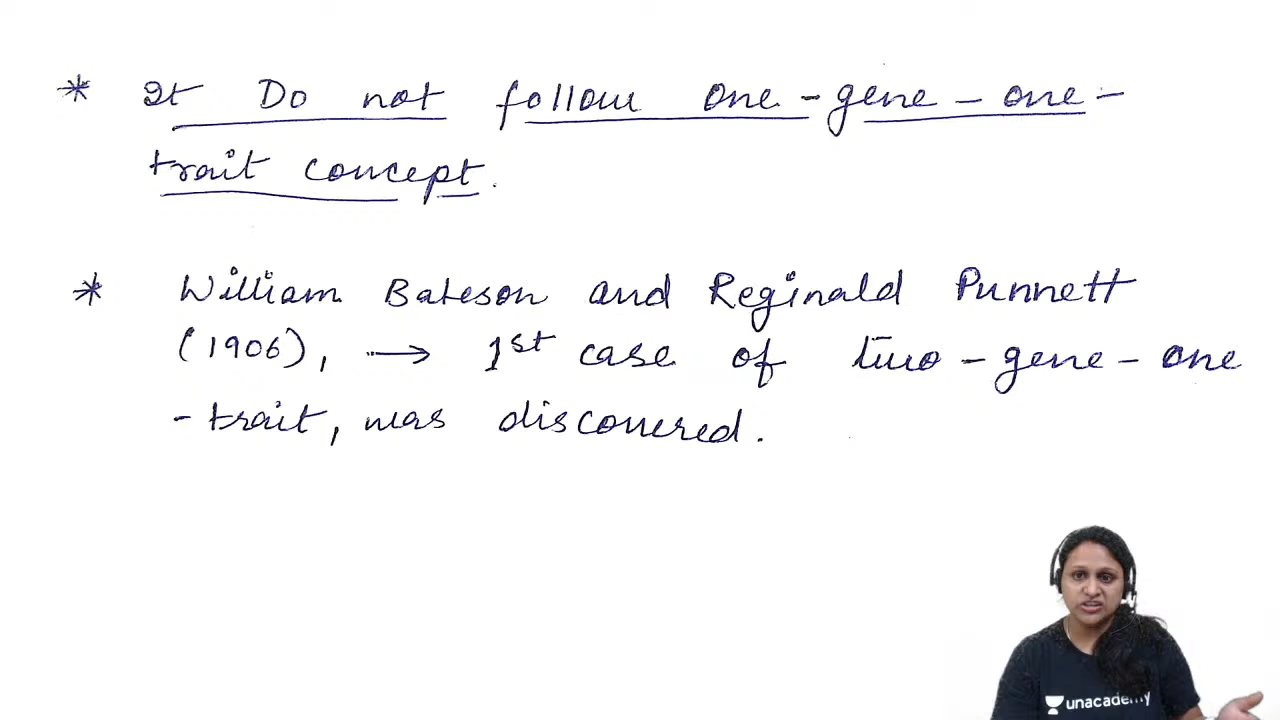 * It Do not follow one-gene-one-
trait concept.
* William Bateson and Reginald Punnett
(1906), → 1st case of two-gene-one
-trait, was discovered.
unacademy